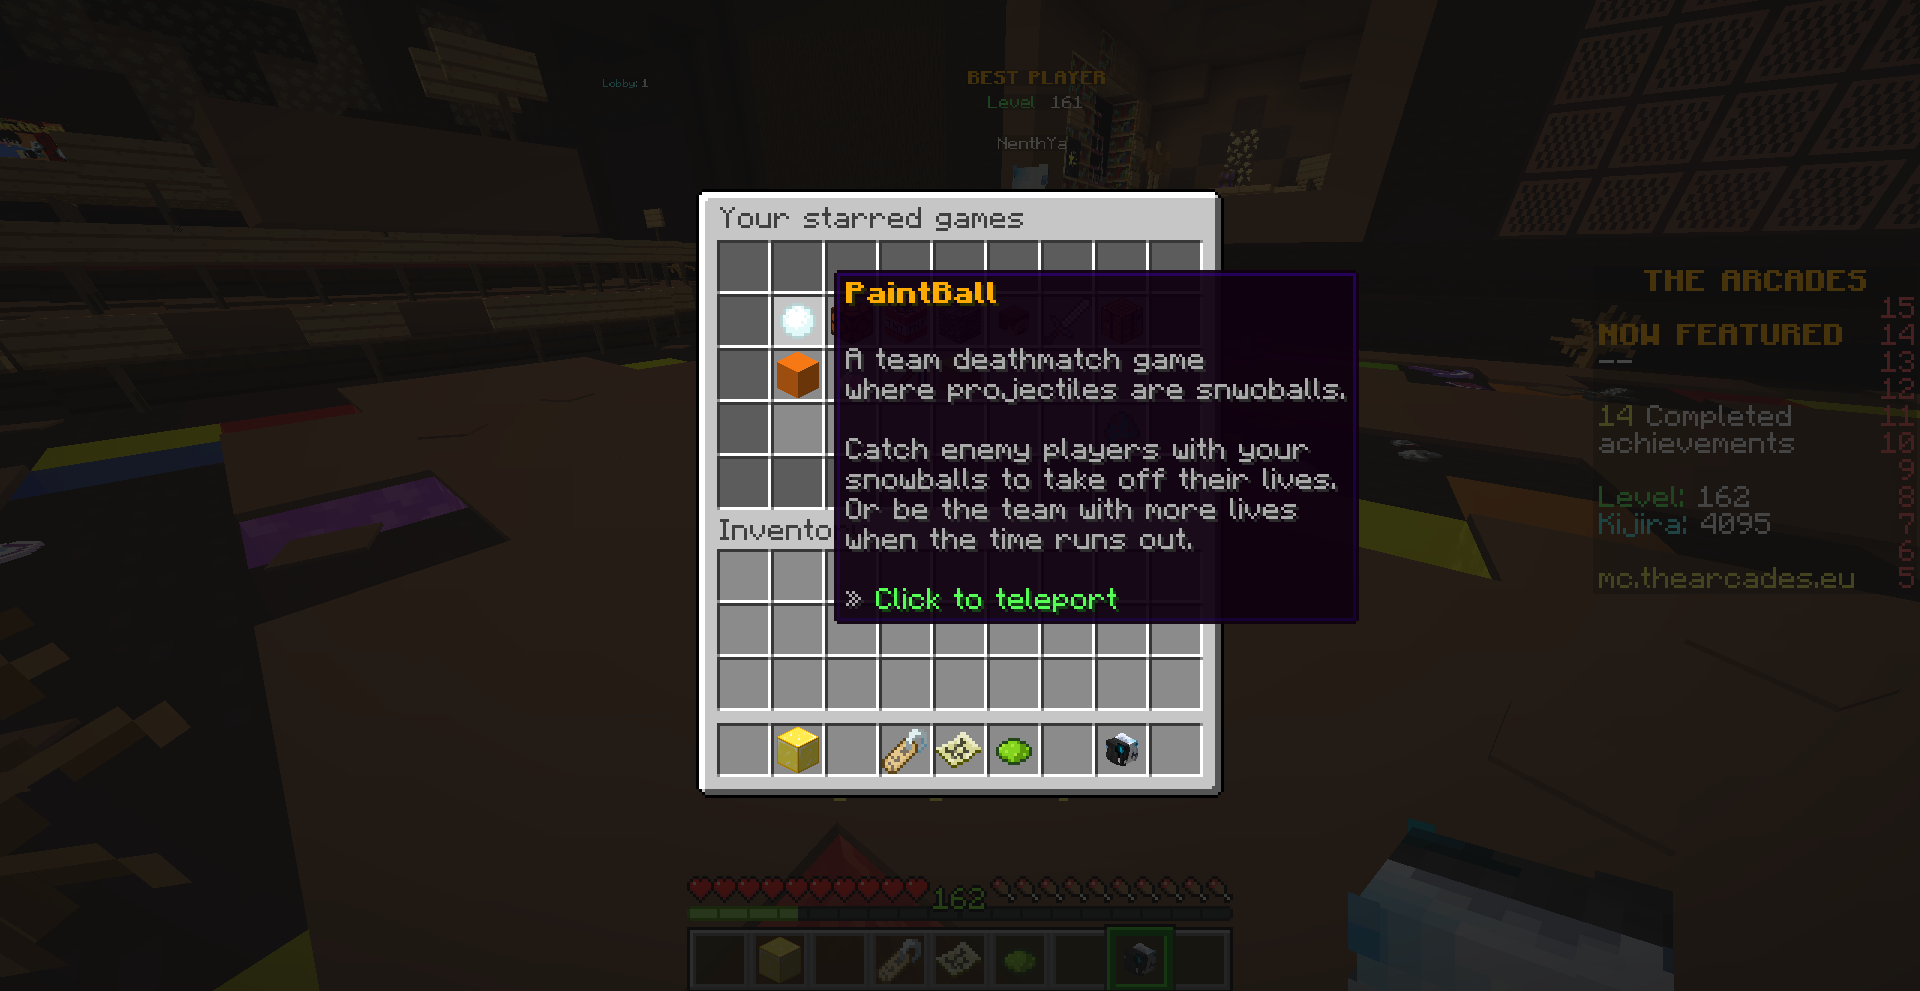 Lobby: 1
BEST PLAYER
Level 161
NenthYa
Your starred games
PaintBall
A team deathmatch game
where projectiles are snwoballs.
Catch enemy players with your
snowballs to take off their lives.
Or be the team with more lives
when the time runs out.
» Click to teleport
Invento
THE ARCADES
15
NOW FEATURED 14
-- 13
12
14 Completed 11
achievements 10
9
Level: 162 8
Kijira: 4095 7
6
mc.thearcades.eu 5
162